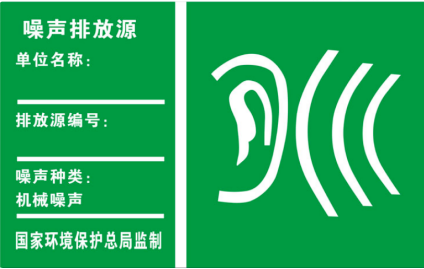 噪声排放源
单位名称：
排放源编号：
噪声种类：
机械噪声
国家环境保护总局监制